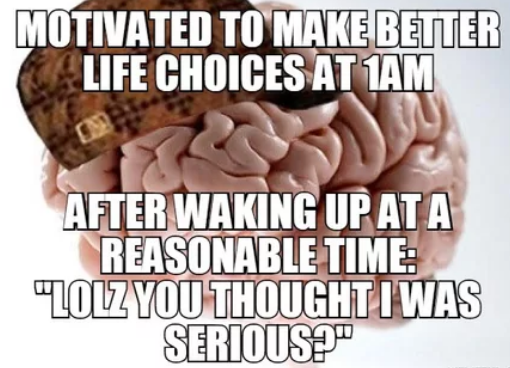 MOTIVATED TO MAKE BETTER
LIFE CHOICES AT 1AM
AFTER WAKING UP AT A
REASONABLE TIME:
"LOLZ YOU THOUGHT I WAS
SERIOUS?"